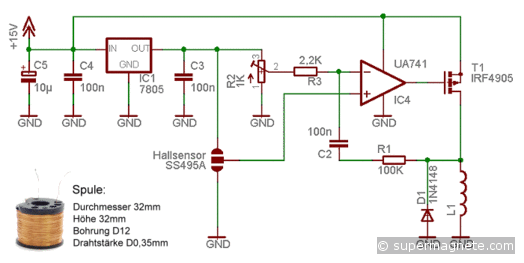 +15V
C5
10µ
GND
C4
100n
GND
IN OUT
GND
IC1
7805
GND
C3
100n
GND
R2
1K
3
2
1
GND
2,2K
R3
UA741
IC4
GND
T1
IRF4905
100n
C2
R1
100K
Hallsensor
SS495A
GND
D1
1N4148
GND
L1
GND
Spule:
Durchmesser 32mm
Höhe 32mm
Bohrung D12
Drahtstärke D0,35mm
© supermagnete.com